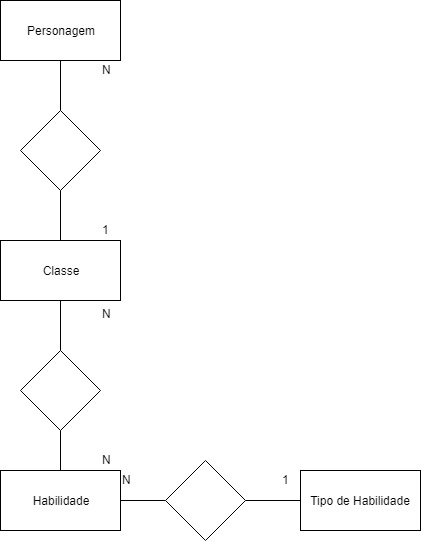 Personagem
N
1
Classe
N
N
Habilidade
N
1
Tipo de Habilidade